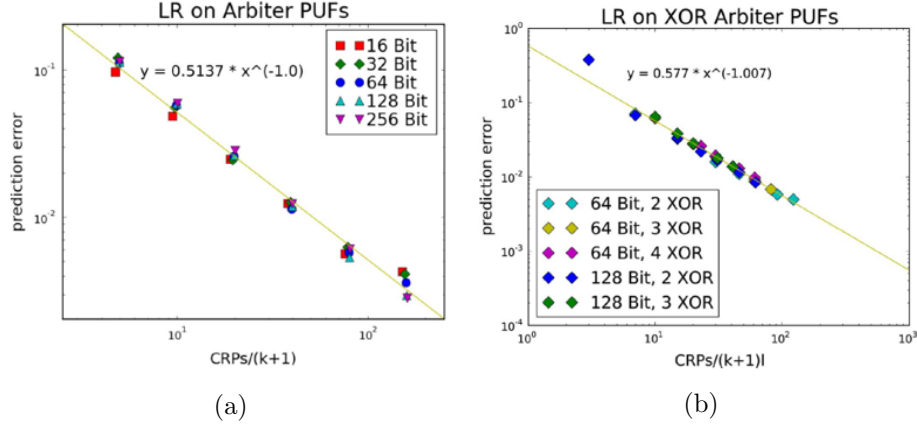 LR on Arbiter PUFs
prediction error
10^-1
10^-2
y = 0.5137 * x^(-1.0)
16 Bit
32 Bit
64 Bit
128 Bit
256 Bit
10^1
10^2
CRPs/(k+1)
(a)
LR on XOR Arbiter PUFs
prediction error
10^0
10^-1
10^-2
10^-3
10^-4
y = 0.577 * x^(-1.007)
64 Bit, 2 XOR
64 Bit, 3 XOR
64 Bit, 4 XOR
128 Bit, 2 XOR
128 Bit, 3 XOR
10^0
10^1
10^2
10^3
CRPs/(k+1)l
(b)